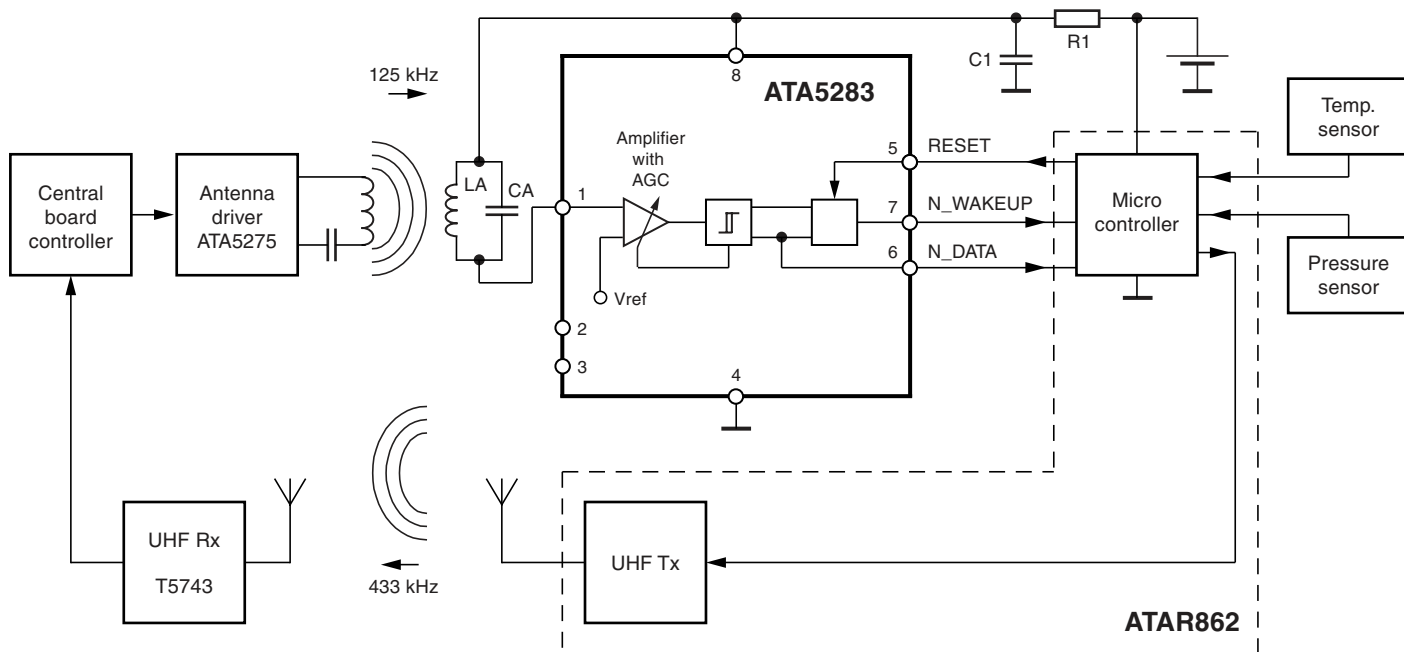 125 kHz
8
ATA5283
C1
R1
Temp.
sensor
Central
board
controller
Antenna
driver
ATA5275
LA
CA
1
Amplifier
with
AGC
5
RESET
7
N_WAKEUP
6
N_DATA
Micro
controller
Pressure
sensor
Vref
2
3
4
UHF Rx
T5743
433 kHz
UHF Tx
ATAR862